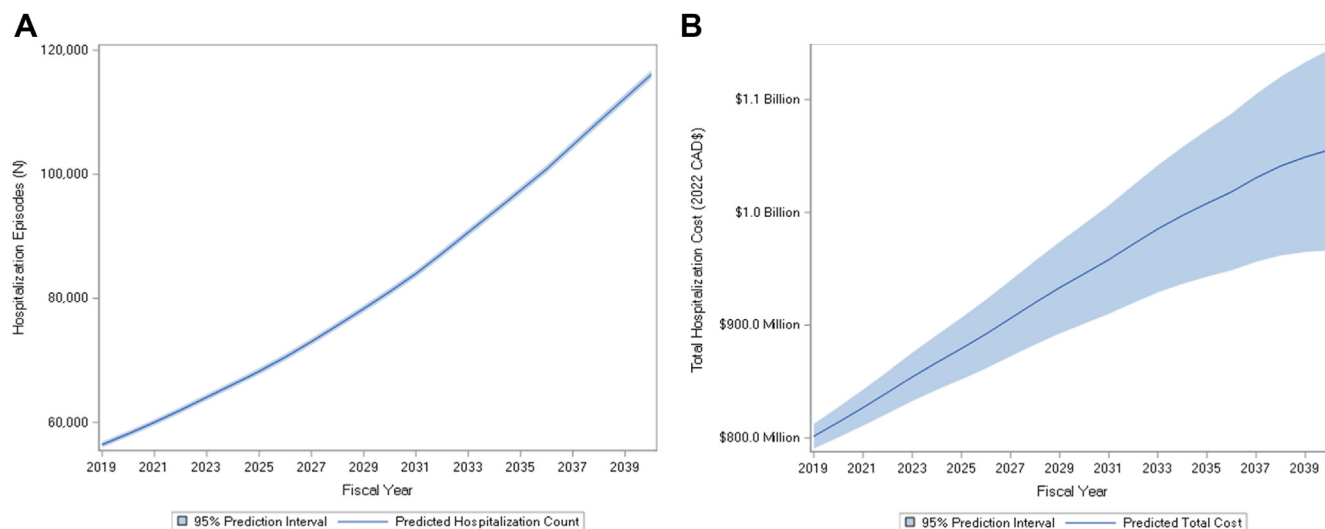 A
120,000
100,000
80,000
60,000
Hospitalization Episodes (N)
2019 2021 2023 2025 2027 2029 2031 2033 2035 2037 2039
Fiscal Year
95% Prediction Interval Predicted Hospitalization Count
B
$1.1 Billion
$1.0 Billion
$900.0 Million
$800.0 Million
Total Hospitalization Cost (2022 CAD$)
2019 2021 2023 2025 2027 2029 2031 2033 2035 2037 2039
Fiscal Year
95% Prediction Interval Predicted Total Cost